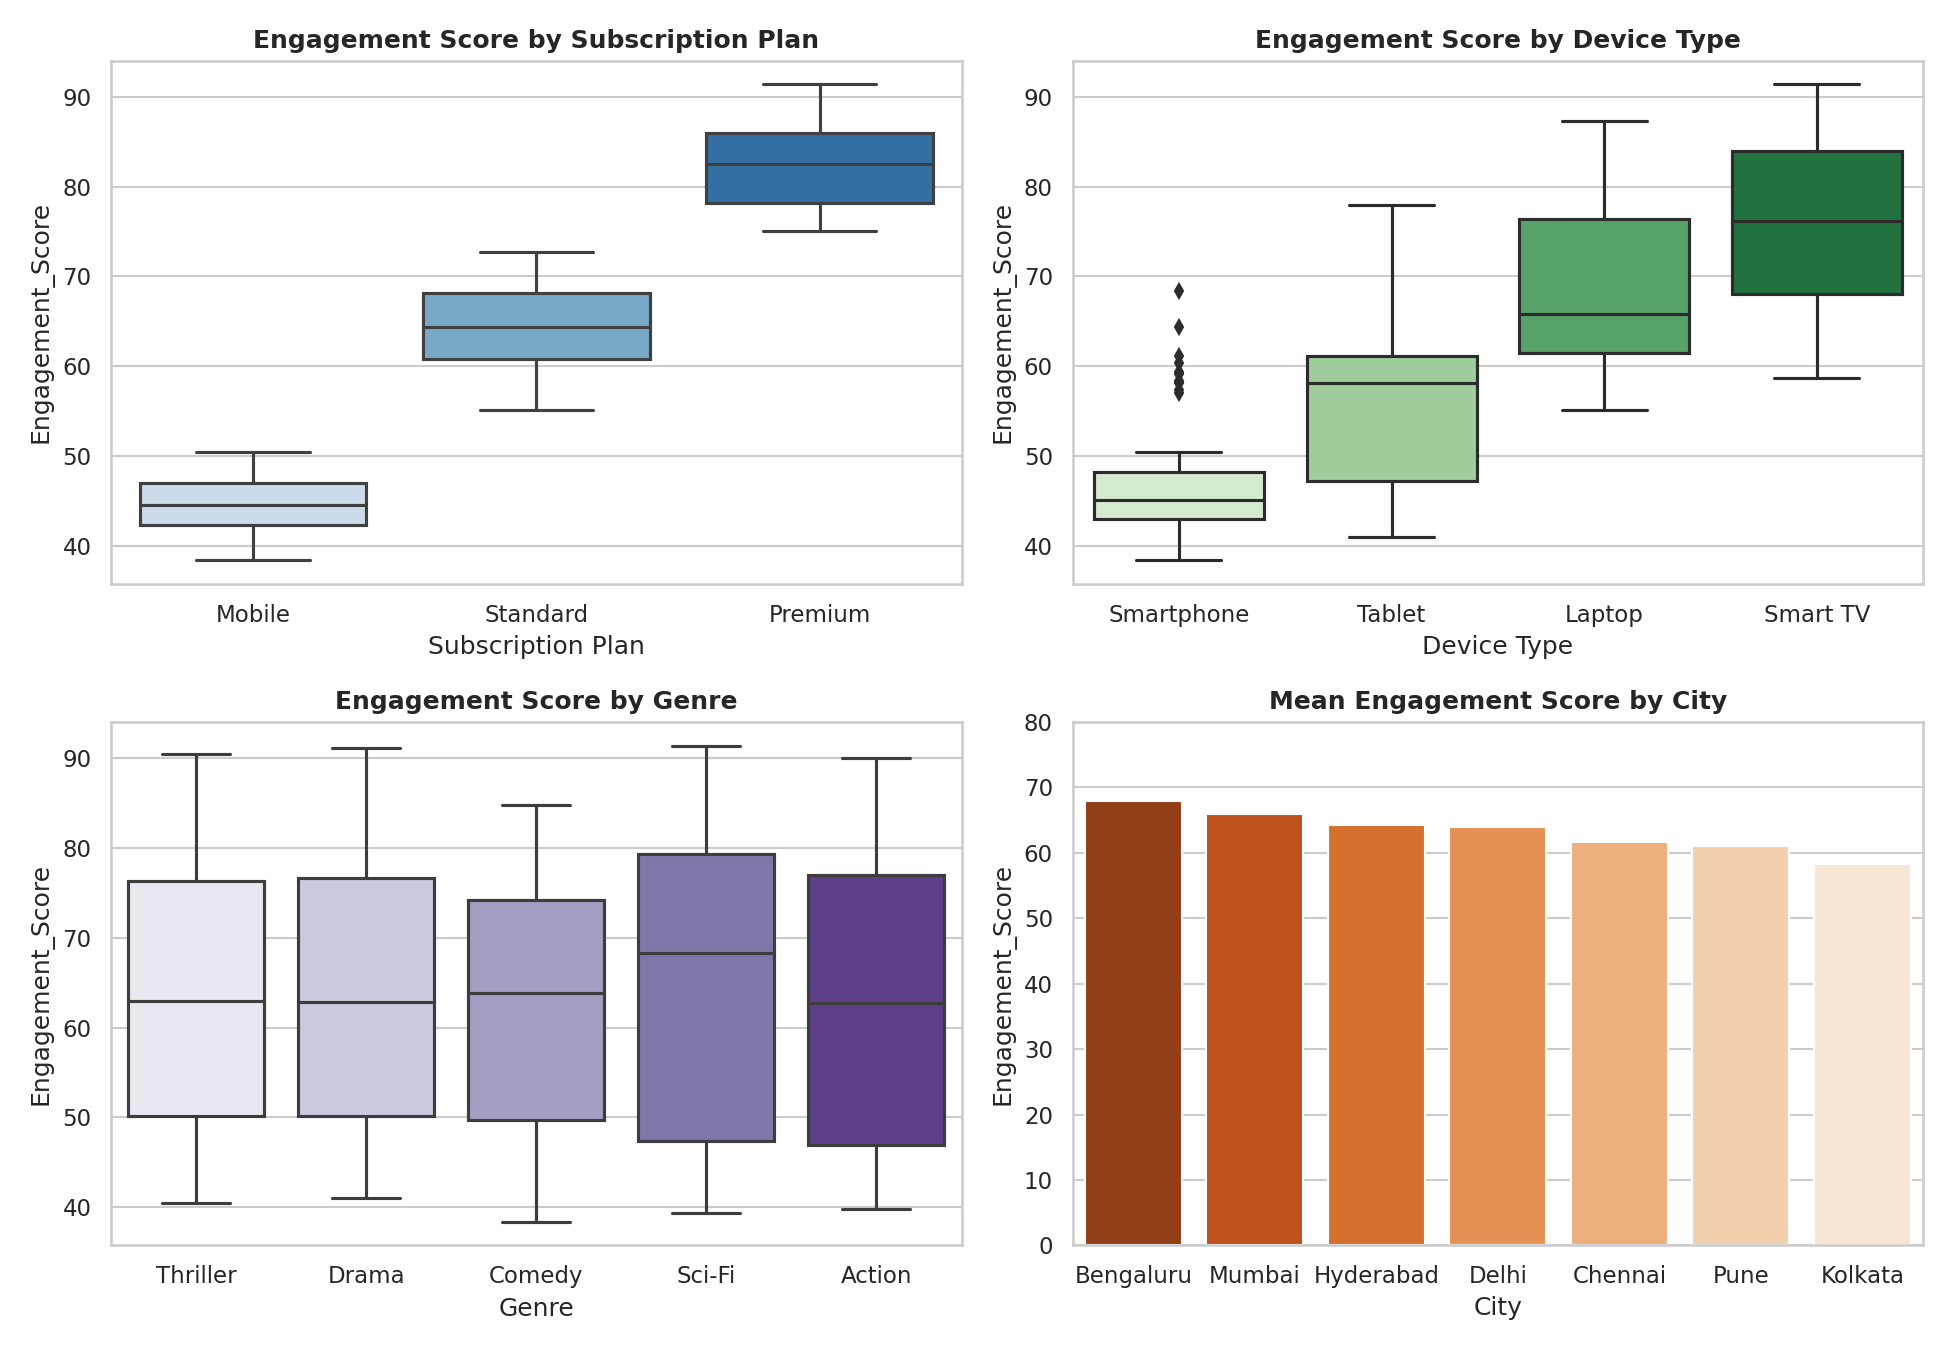 Engagement Score by Subscription Plan
Engagement_Score
90
80
70
60
50
40
Mobile Standard Premium
Subscription Plan
Engagement Score by Device Type
Engagement_Score
90
80
70
60
50
40
Smartphone Tablet Laptop Smart TV
Device Type
Engagement Score by Genre
Engagement_Score
90
80
70
60
50
40
Thriller Drama Comedy Sci-Fi Action
Genre
Mean Engagement Score by City
Engagement_Score
80
70
60
50
40
30
20
10
0
Bengaluru Mumbai Hyderabad Delhi Chennai Pune Kolkata
City